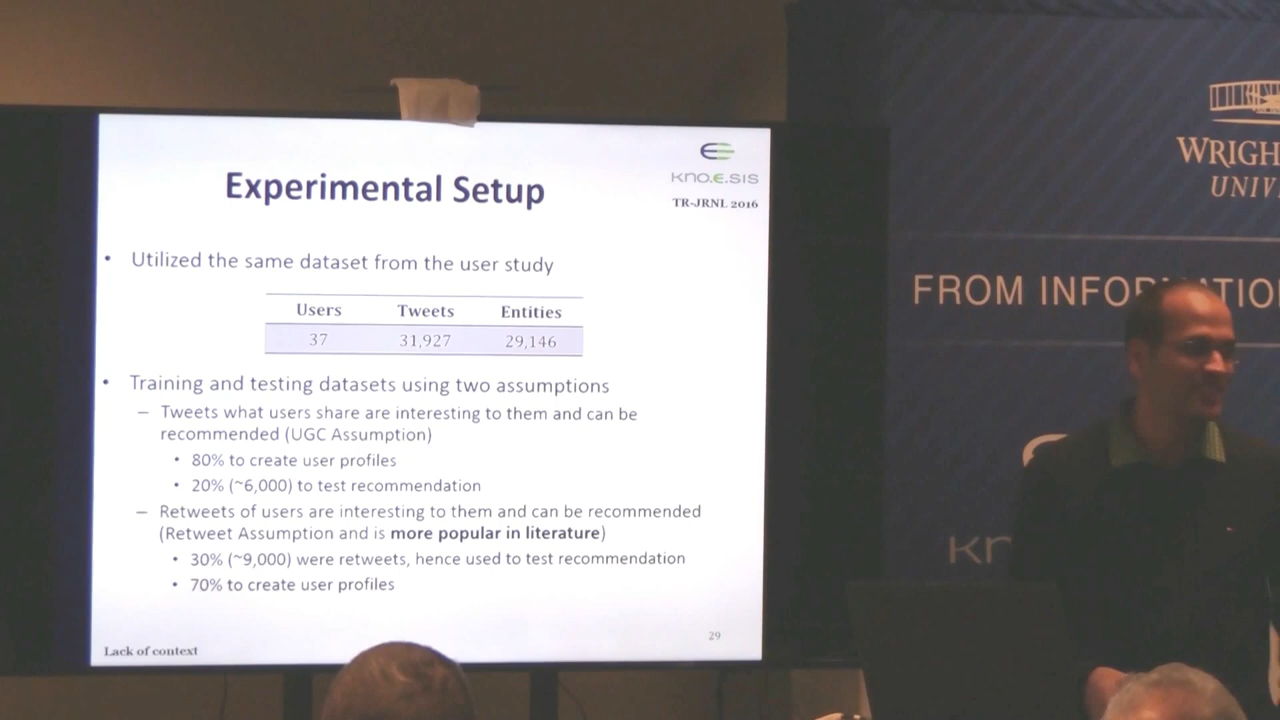 Experimental Setup
kno.e.sis
TR-JRNL 2016
• Utilized the same dataset from the user study
Users Tweets Entities
37 31,927 29,146
• Training and testing datasets using two assumptions
– Tweets what users share are interesting to them and can be
recommended (UGC Assumption)
• 80% to create user profiles
• 20% (~6,000) to test recommendation
– Retweets of users are interesting to them and can be recommended
(Retweet Assumption and is more popular in literature)
• 30% (~9,000) were retweets, hence used to test recommendation
• 70% to create user profiles
29
Lack of context
WRIGH
UNIV
FROM INFOR
TIO
kn